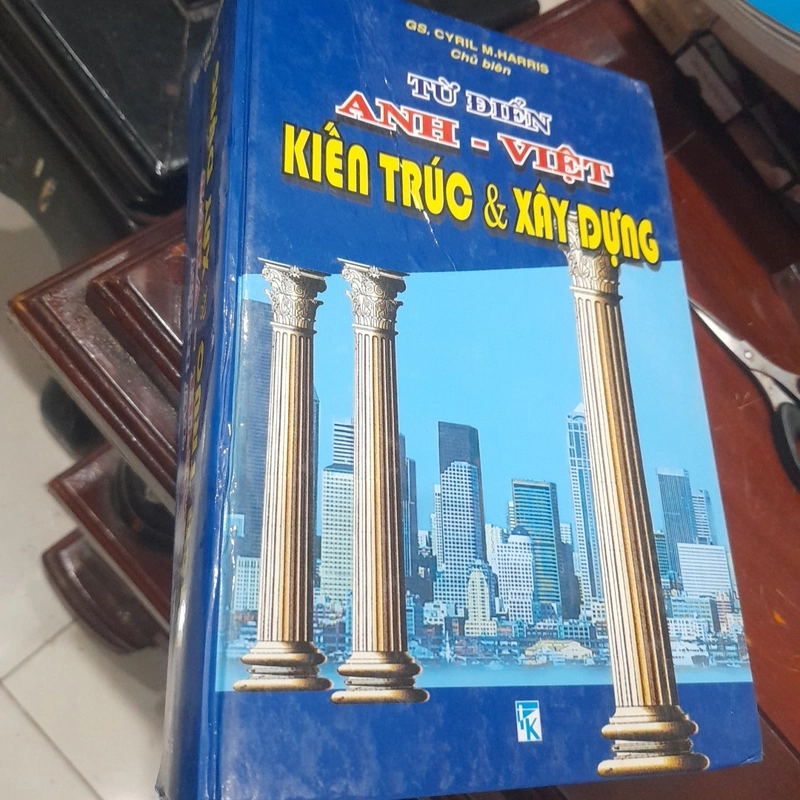 GS. CYRIL M.HARRIS
Chủ biên
TỪ ĐIỂN
ANH - VIỆT
KIẾN TRÚC & XÂY DỰNG